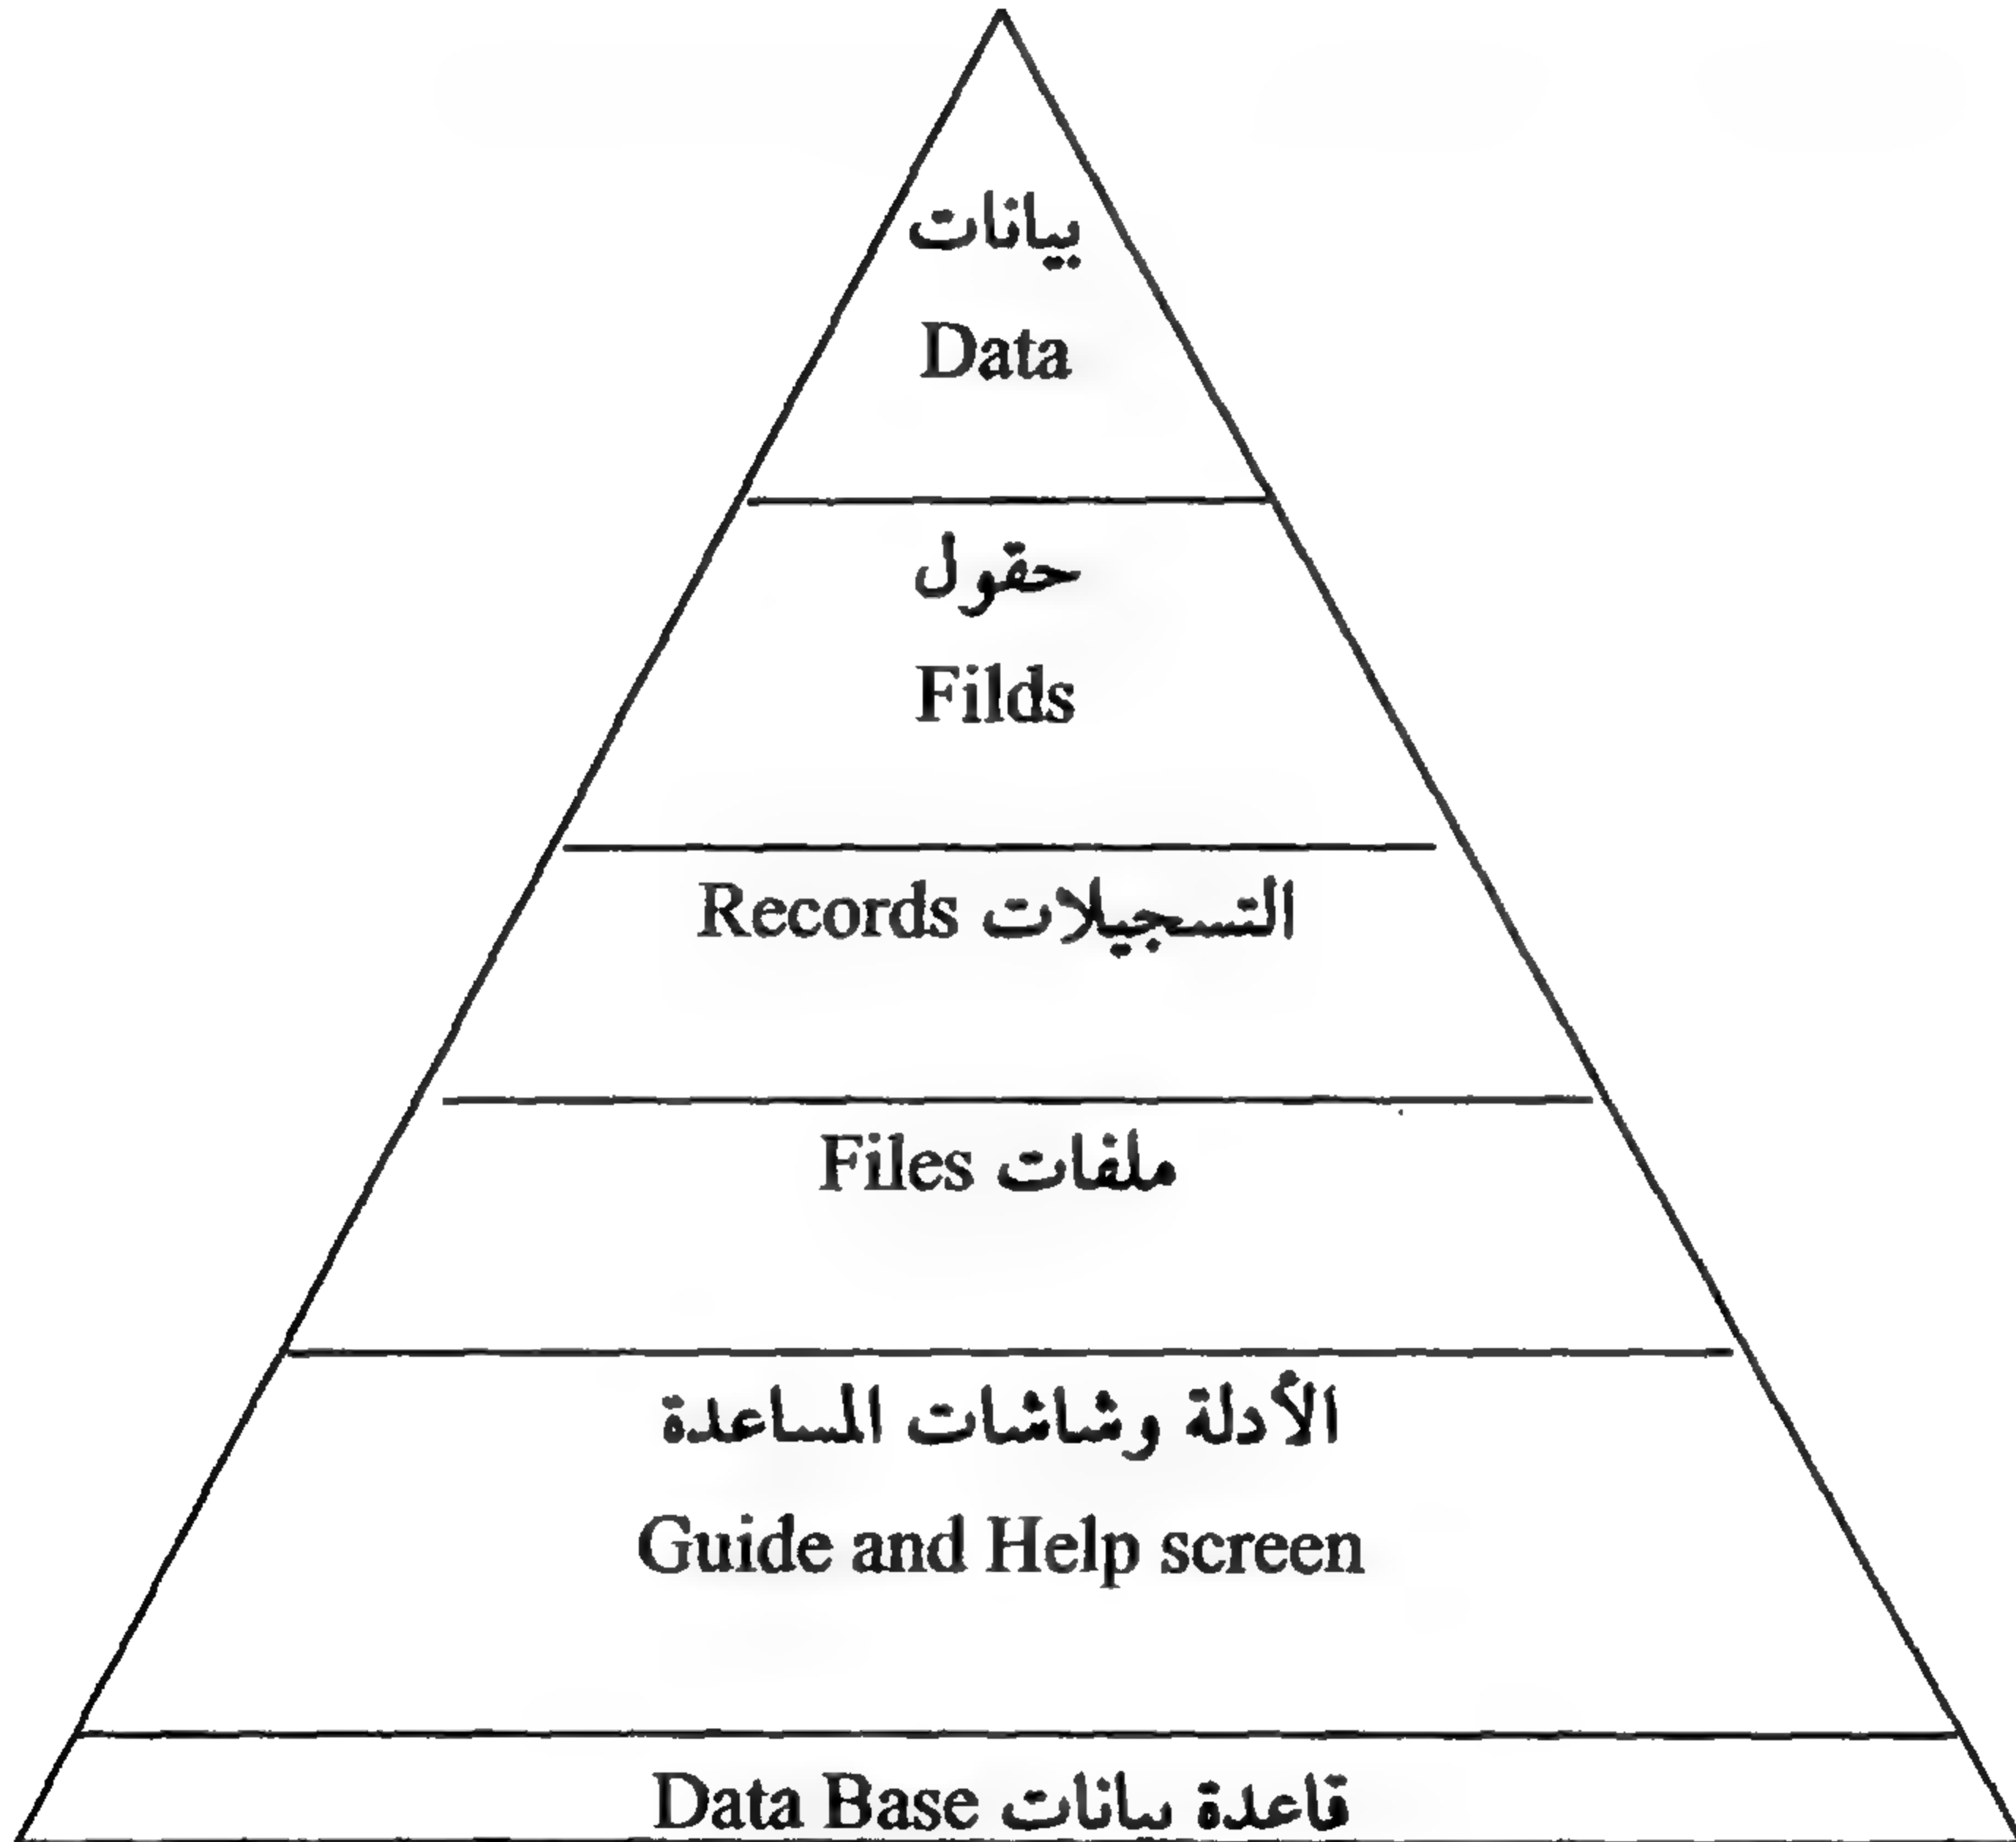 بيانات
Data
حقول
Filds
التسجيلات Records
ملفات Files
الأدلة وشاشات المساعدة
Guide and Help screen
قاعدة بيانات Data Base